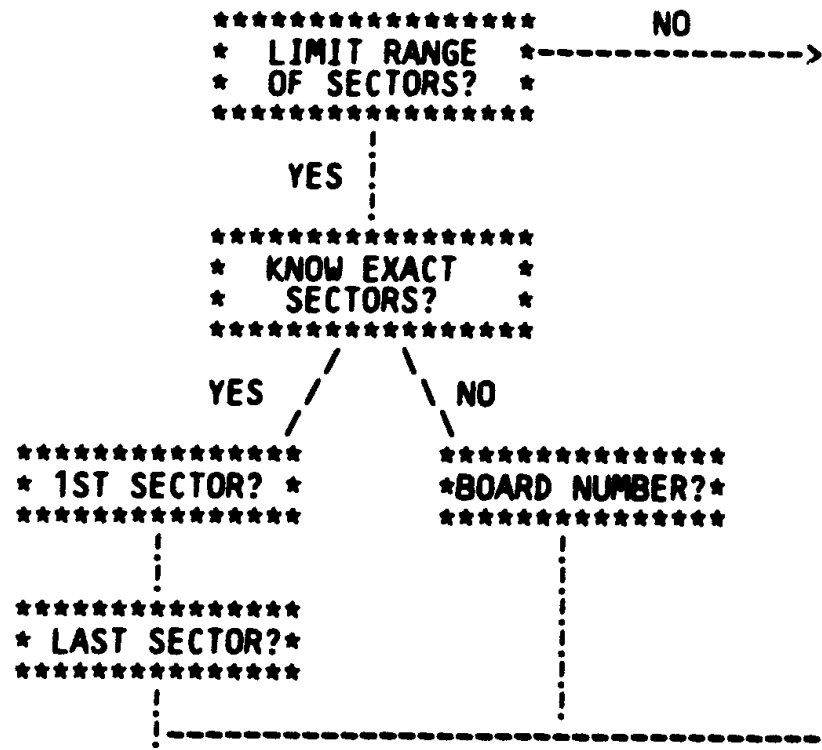 NO
LIMIT RANGE
OF SECTORS?
YES
KNOW EXACT
SECTORS?
YES
NO
1ST SECTOR?
BOARD NUMBER?
LAST SECTOR?